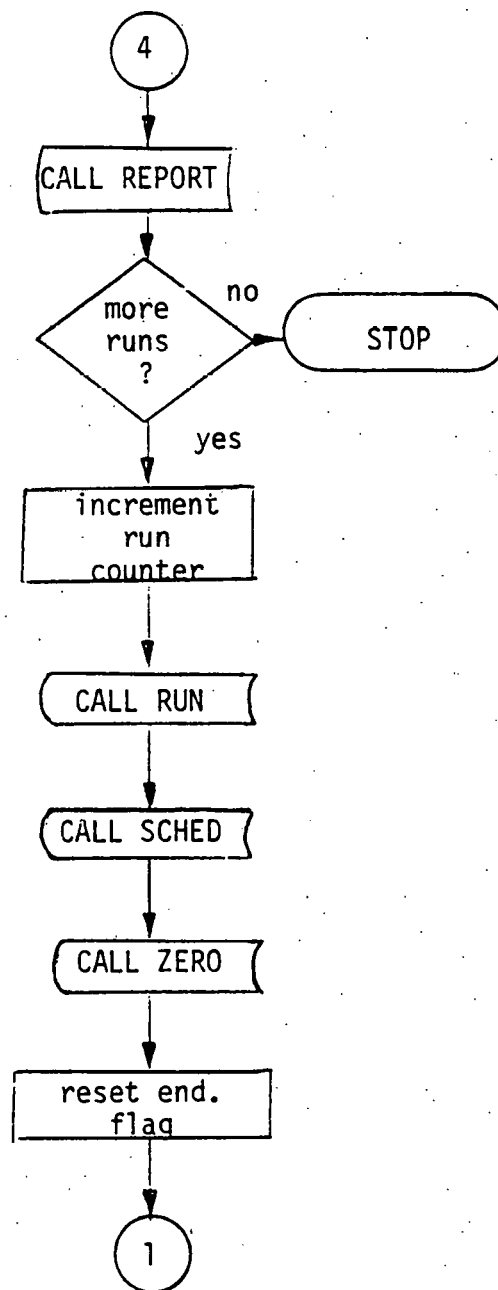 4
CALL REPORT
more
runs
?
no
STOP
yes
increment
run
counter
CALL RUN
CALL SCHED
CALL ZERO
reset end.
flag
1